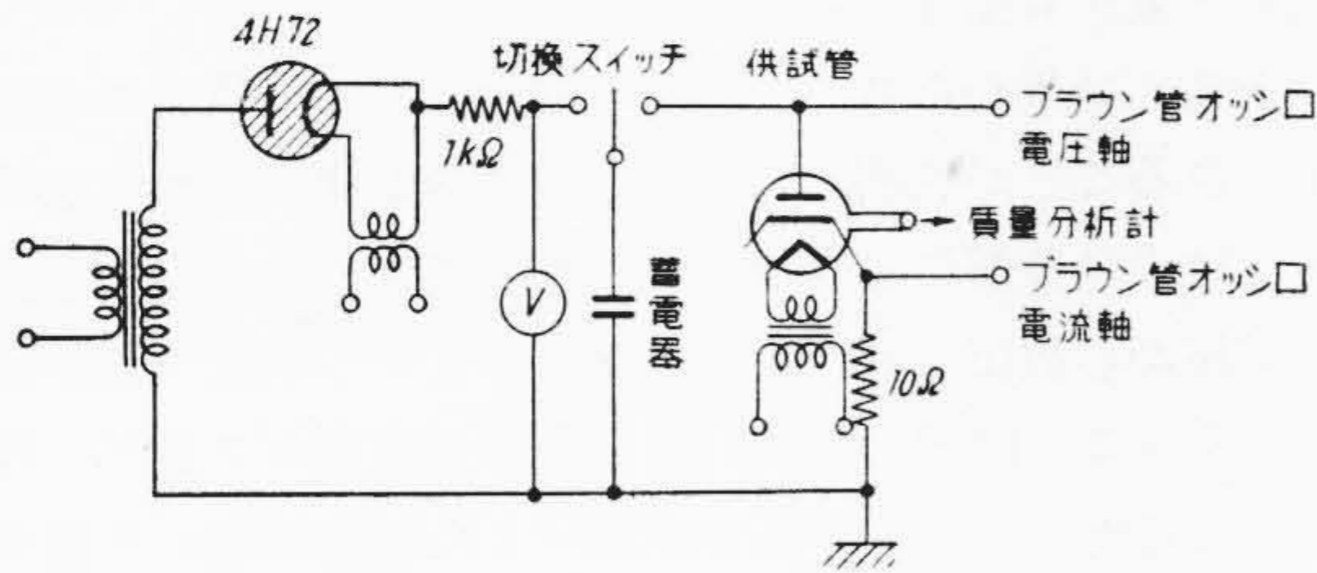 4H72
切換スイッチ
供試管
1kΩ
ブラウン管オッシロ
電圧軸
質量分析計
V
蓄電器
ブラウン管オッシロ
電流軸
10Ω